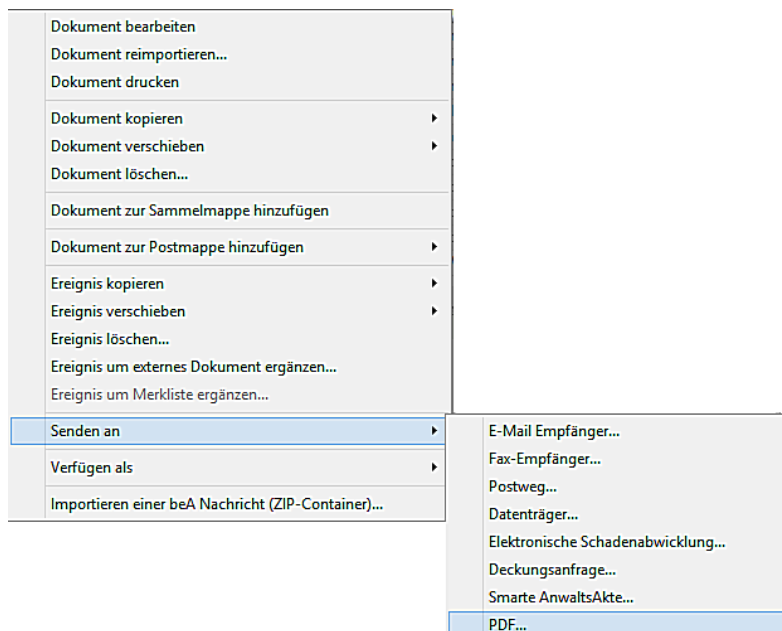 Dokument bearbeiten
Dokument reimportieren...
Dokument drucken
Dokument kopieren
Dokument verschieben
Dokument löschen...
Dokument zur Sammelmappe hinzufügen
Dokument zur Postmappe hinzufügen
Ereignis kopieren
Ereignis verschieben
Ereignis löschen...
Ereignis um externes Dokument ergänzen...
Ereignis um Merkliste ergänzen...
Senden an
Verfügen als
Importieren einer beA Nachricht (ZIP-Container)...
E-Mail Empfänger...
Fax-Empfänger...
Postweg...
Datenträger...
Elektronische Schadenabwicklung...
Deckungsanfrage...
Smarte AnwaltsAkte...
PDF...